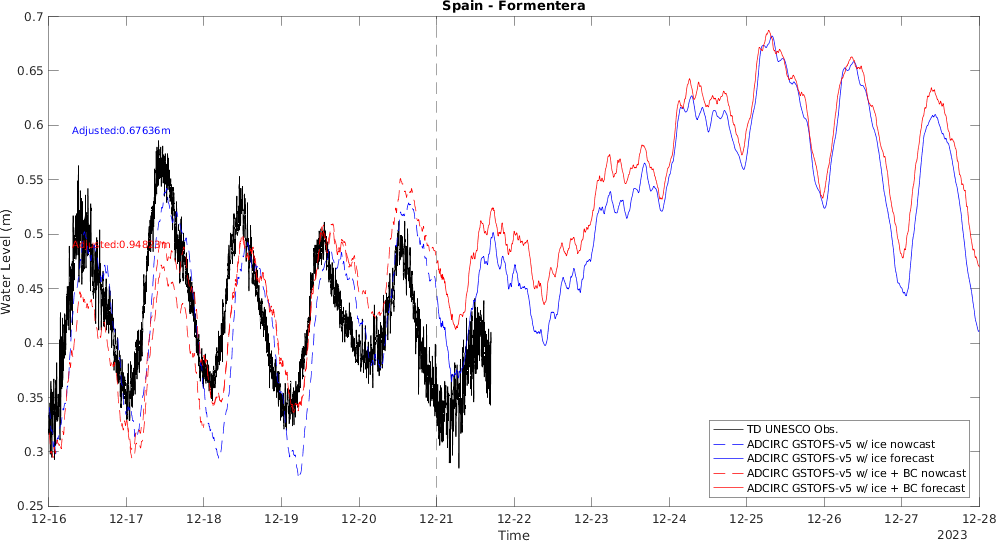 Spain - Formentera
0.7
0.65
0.6
0.55
0.5
0.45
0.4
0.35
0.3
0.25
Water Level (m)
Adjusted:0.67636m
TD UNESCO Obs.
ADCIRC GSTOFS-v5 w/ ice nowcast
ADCIRC GSTOFS-v5 w/ ice forecast
ADCIRC GSTOFS-v5 w/ ice + BC nowcast
ADCIRC GSTOFS-v5 w/ ice + BC forecast
12-16 12-17 12-18 12-19 12-20 12-21 12-22 12-23 12-24 12-25 12-26 12-27 12-28
Time
2023